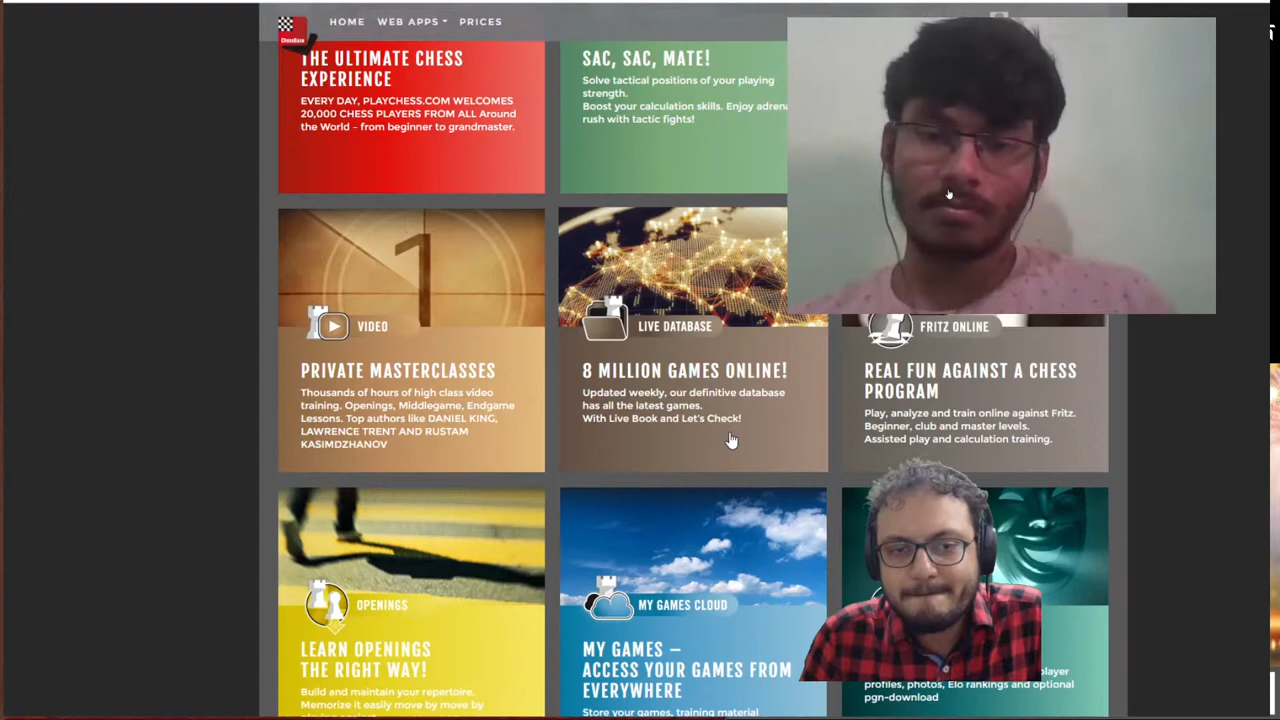 ChessBase
HOME WEB APPS PRICES
THE ULTIMATE CHESS
EXPERIENCE
EVERY DAY, PLAYCHESS.COM WELCOMES
20,000 CHESS PLAYERS FROM ALL Around
the World – from beginner to grandmaster.
SAC, SAC, MATE!
Solve tactical positions of your playing
strength.
Boost your calculation skills. Enjoy
rush with tactic fights!
1
VIDEO
PRIVATE MASTERCLASSES
Thousands of hours of high class video
training. Openings, Middlegame, Endgame
Lessons. Top authors like DANIEL KING,
LAWRENCE TRENT AND RUSTAM
KASIMDZHANOV
LIVE DATABASE
8 MILLION GAMES ONLINE!
Updated weekly, our definitive database
has all the latest games.
With Live Book and Let's Check!
FRITZ ONLINE
REAL FUN AGAINST A CHESS
PROGRAM
Play, analyze and train online against Fritz.
Beginner, club and master levels.
Assisted play and calculation training.
OPENINGS
LEARN OPENINGS
THE RIGHT WAY!
Build and maintain your repertoire.
Memorize it easily move by move by
MY GAMES CLOUD
MY GAMES –
ACCESS YOUR GAMES FROM
EVERYWHERE
Store your games, training material
player
profiles, photos, Elo rankings and optional
pgn-download